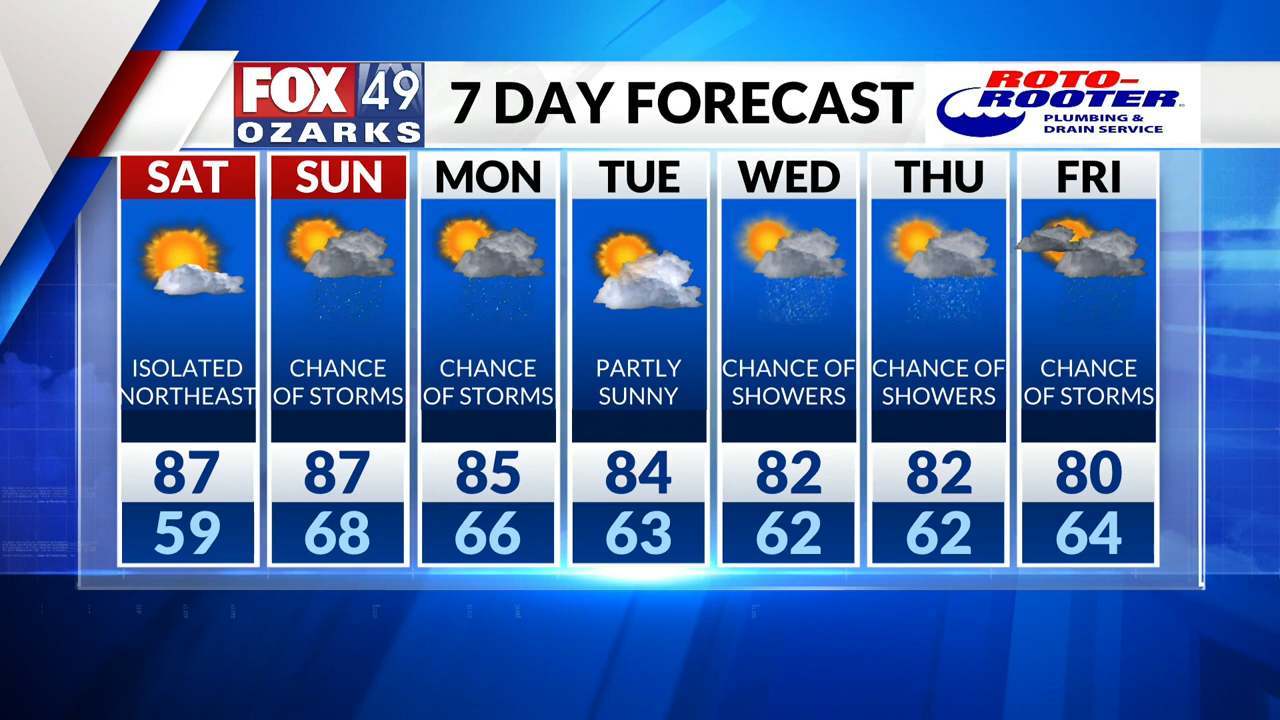 FOX 49
OZARKS
7 DAY FORECAST
ROTO-
ROOTER
PLUMBING &
DRAIN SERVICE
SAT
ISOLATED
NORTHEAST
87
59
SUN
CHANCE
OF STORMS
87
68
MON
CHANCE
OF STORMS
85
66
TUE
PARTLY
SUNNY
84
63
WED
CHANCE OF
SHOWERS
82
62
THU
CHANCE OF
SHOWERS
82
62
FRI
CHANCE
OF STORMS
80
64